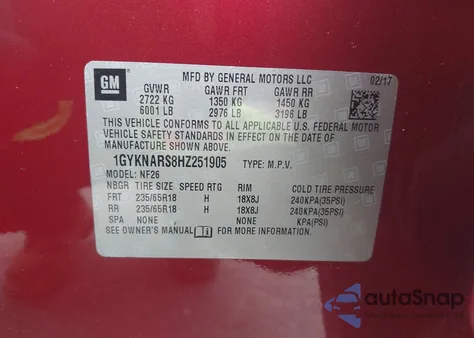 GM
MFD BY GENERAL MOTORS LLC
02/17
GVWR GAWR FRT GAWR RR
2722 KG 1350 KG 1450 KG
6001 LB 2976 LB 3196 LB
THIS VEHICLE CONFORMS TO ALL APPLICABLE U.S. FEDERAL MOTOR
VEHICLE SAFETY STANDARDS IN EFFECT ON THE DATE OF
MANUFACTURE SHOWN ABOVE.
1GYKNARS8HZ251905 TYPE: M.P.V.
MODEL: NF26
NBGR TIRE SIZE SPEED RTG RIM
FRT 235/65R18 H 18X8J 240KPA(35PSI)
RR 235/65R18 H 18X8J 240KPA(35PSI)
SPA NONE NONE KPA(PSI)
SEE OWNER'S MANUAL FOR MORE INFORMATION.
autoSnap